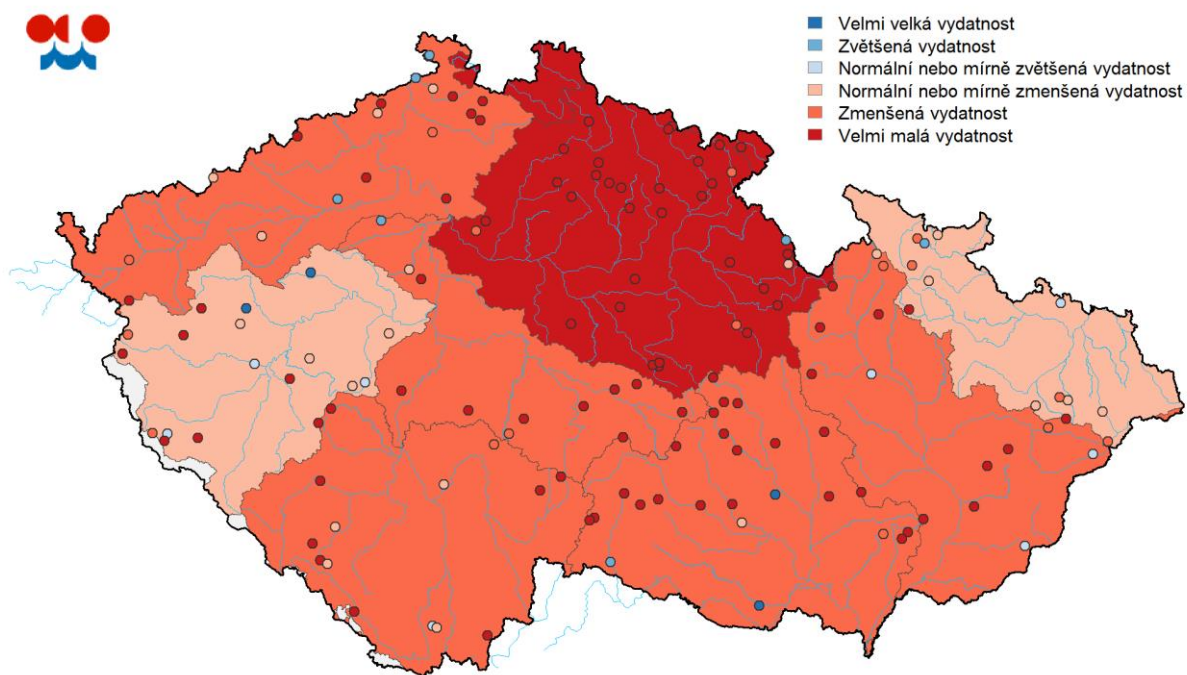 Velmi velká vydatnost
Zvětšená vydatnost
Normální nebo mírně zvětšená vydatnost
Normální nebo mírně zmenšená vydatnost
Zmenšená vydatnost
Velmi malá vydatnost